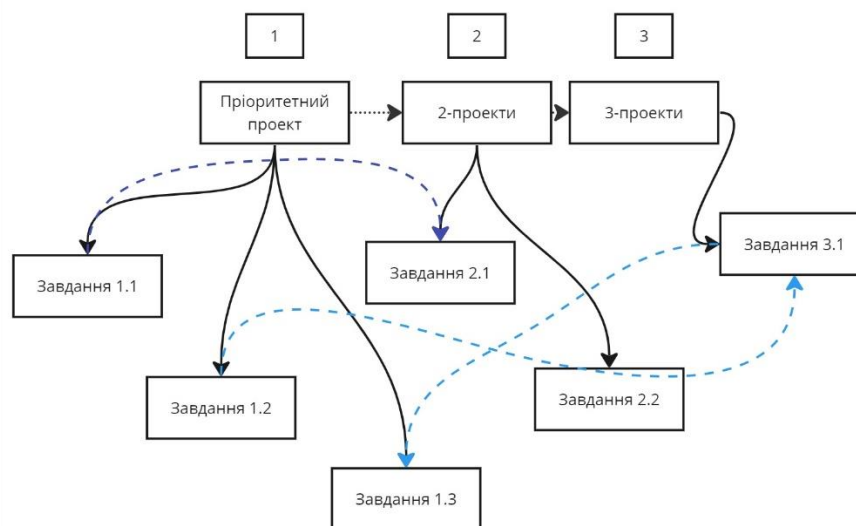 1
2
3
Пріоритетний
проект
2-проекти
3-проекти
Завдання 1.1
Завдання 2.1
Завдання 3.1
Завдання 1.2
Завдання 2.2
Завдання 1.3